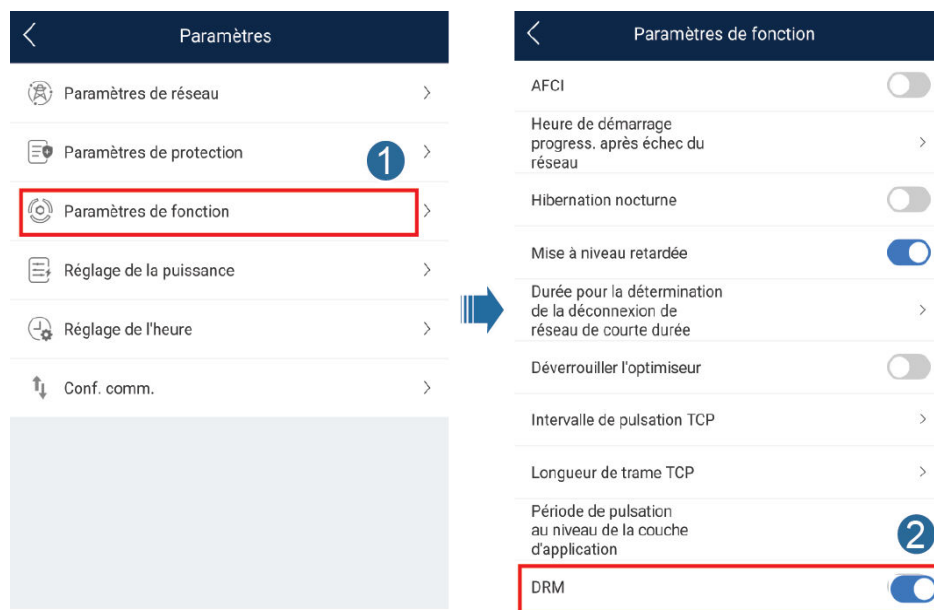 Paramètres
Paramètres de réseau
Paramètres de protection
1
Paramètres de fonction
Réglage de la puissance
Réglage de l'heure
Conf. comm.
Paramètres de fonction
AFCI
Heure de démarrage
progress. après échec du
réseau
Hibernation nocturne
Mise à niveau retardée
Durée pour la détermination
de la déconnexion de
réseau de courte durée
Déverrouiller l'optimiseur
Intervalle de pulsation TCP
Longueur de trame TCP
Période de pulsation
au niveau de la couche
d'application
2
DRM